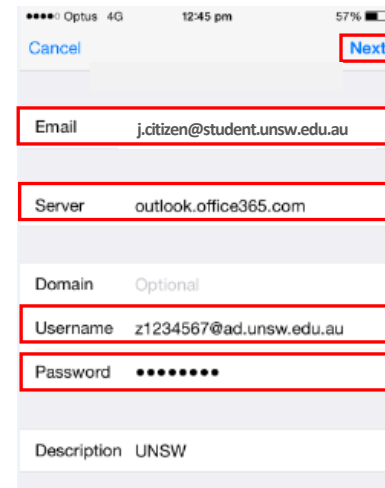 Optus 4G 12:45 pm 57%
Cancel Next
Email j.citizen@student.unsw.edu.au
Server outlook.office365.com
Domain Optional
Username z1234567@ad.unsw.edu.au
Password ●●●●●●●●
Description UNSW